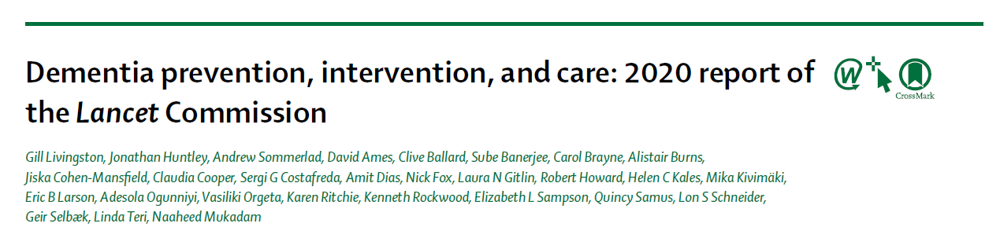 Dementia prevention, intervention, and care: 2020 report of
the Lancet Commission
W
CrossMark
Gill Livingston, Jonathan Huntley, Andrew Sommerlad, David Ames, Clive Ballard, Sube Banerjee, Carol Brayne, Alistair Burns,
Jiska Cohen-Mansfield, Claudia Cooper, Sergi G Costafreda, Amit Dias, Nick Fox, Laura N Gitlin, Robert Howard, Helen C Kales, Mika Kivimäki,
Eric B Larson, Adesola Ogunniyi, Vasiliki Orgeta, Karen Ritchie, Kenneth Rockwood, Elizabeth L Sampson, Quincy Samus, Lon S Schneider,
Geir Selbæk, Linda Teri, Naaheed Mukadam